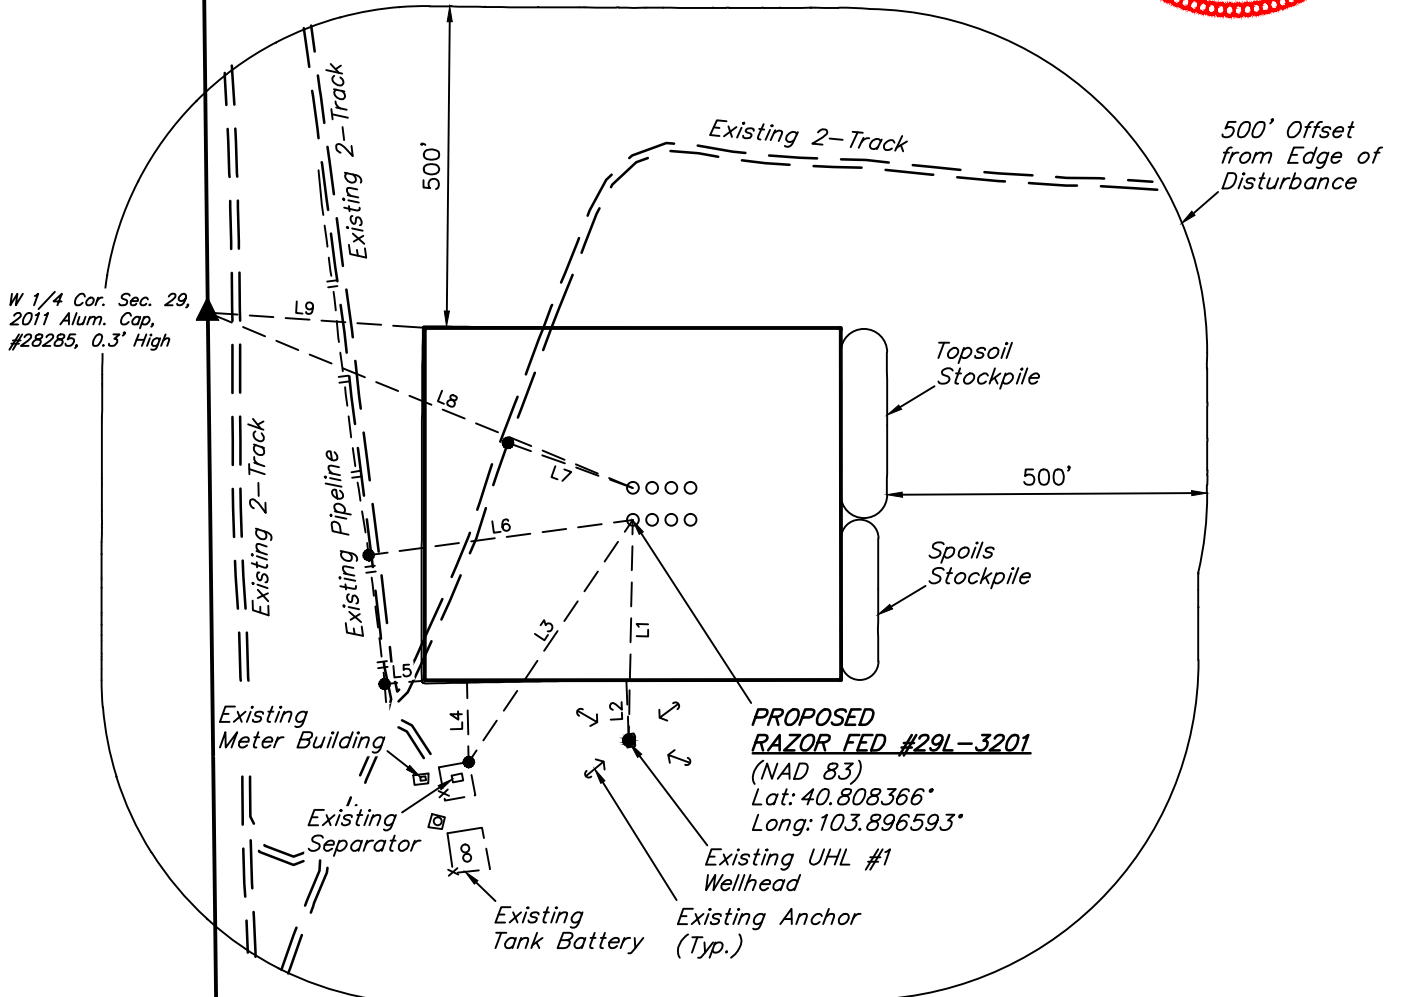 Existing 2-Track
Existing 2-Track
500'
500' Offset
from Edge of
Disturbance
Existing 2-Track
W 1/4 Cor. Sec. 29,
2011 Alum. Cap,
#28285, 0.3' High
L9
Topsoil
Stockpile
L8
L7
500'
Existing 2-Track
Existing Pipeline
L6
Spoils
Stockpile
L3
L1
L5
L4
L2
Existing
Meter Building
PROPOSED
RAZOR FED #29L-3201
(NAD 83)
Lat: 40.808366°
Long: 103.896593°
Existing
Separator
Existing UHL #1
Wellhead
Existing
Tank Battery
Existing Anchor
(Typ.)